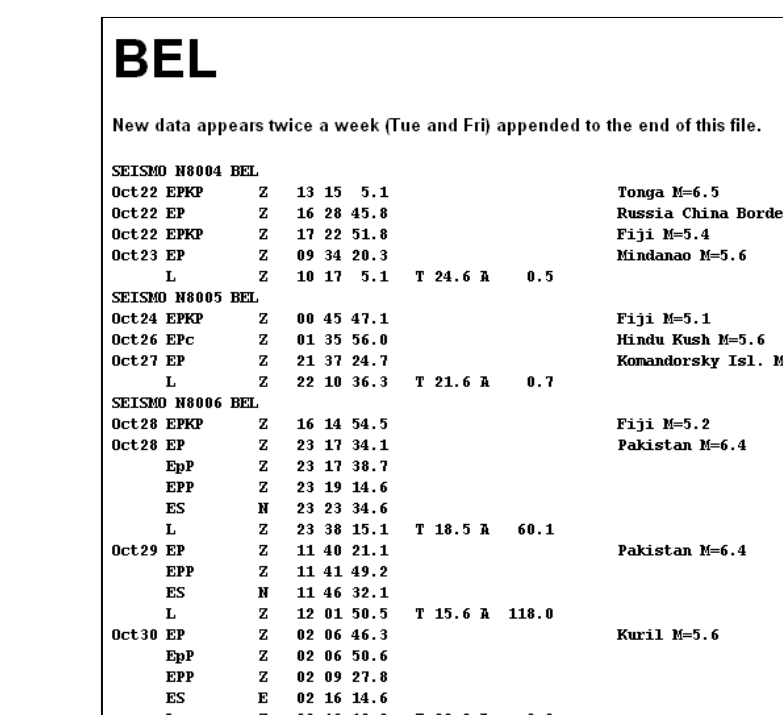 BEL
New data appears twice a week (Tue and Fri) appended to the end of this file.
SEISMO N8004 BEL
Oct22 EPKP Z 13 15 5.1 Tonga M=6.5
Oct22 EP Z 16 28 45.8 Russia China Borde
Oct22 EPKP Z 17 22 51.8 Fiji M=5.4
Oct23 EP Z 09 34 20.3 Mindanao M=5.6
L Z 10 17 5.1 T 24.6 A 0.5
SEISMO N8005 BEL
Oct24 EPKP Z 00 45 47.1 Fiji M=5.1
Oct26 EPc Z 01 35 56.0 Hindu Kush M=5.6
Oct27 EP Z 21 37 24.7 Komandorsky Isl. M
L Z 22 10 36.3 T 21.6 A 0.7
SEISMO N8006 BEL
Oct28 EPKP Z 16 14 54.5 Fiji M=5.2
Oct28 EP Z 23 17 34.1 Pakistan M=6.4
EpP Z 23 17 38.7
EPP Z 23 19 14.6
ES N 23 23 34.6
L Z 23 38 15.1 T 18.5 A 60.1
Oct29 EP Z 11 40 21.1 Pakistan M=6.4
EPP Z 11 41 49.2
ES N 11 46 32.1
L Z 12 01 50.5 T 15.6 A 118.0
Oct30 EP Z 02 06 46.3 Kuril M=5.6
EpP Z 02 06 50.6
EPP Z 02 09 27.8
ES E 02 16 14.6